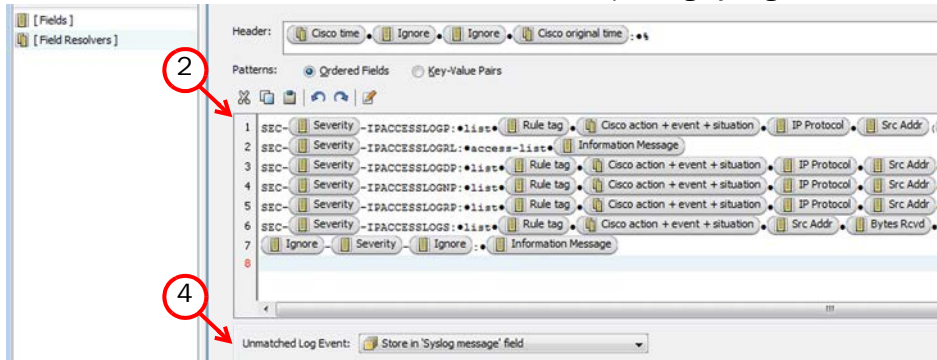 [ Fields ]
[ Field Resolvers ]
Header: Cisco time • Ignore • Ignore • Cisco original time :•%
2
Patterns: Ordered Fields Key-Value Pairs
1 SEC- Severity -IPACCESSLOGP:•list• Rule tag • Cisco action + event + situation • IP Protocol • Src Addr (
2 SEC- Severity -IPACCESSLOGRL:•access-list• Information Message
3 SEC- Severity -IPACCESSLOGDP:•list• Rule tag • Cisco action + event + situation • IP Protocol • Src Addr
4 SEC- Severity -IPACCESSLOGNP:•list• Rule tag • Cisco action + event + situation • IP Protocol • Src Addr
5 SEC- Severity -IPACCESSLOGRP:•list• Rule tag • Cisco action + event + situation • IP Protocol • Src Addr
6 SEC- Severity -IPACCESSLOGS:•list• Rule tag • Cisco action + event + situation • Src Addr • Bytes Rcvd •
7 Ignore - Severity - Ignore :• Information Message
8
4
Unmatched Log Event: Store in 'Syslog message' field